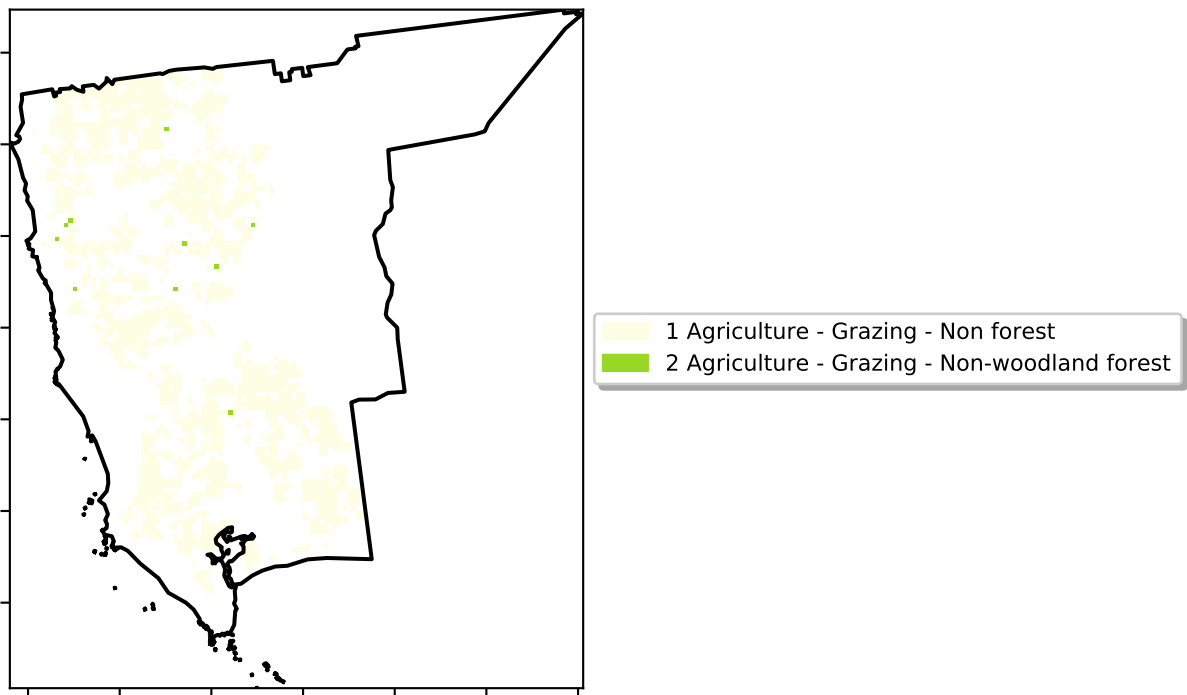 1 Agriculture - Grazing - Non forest
2 Agriculture - Grazing - Non-woodland forest